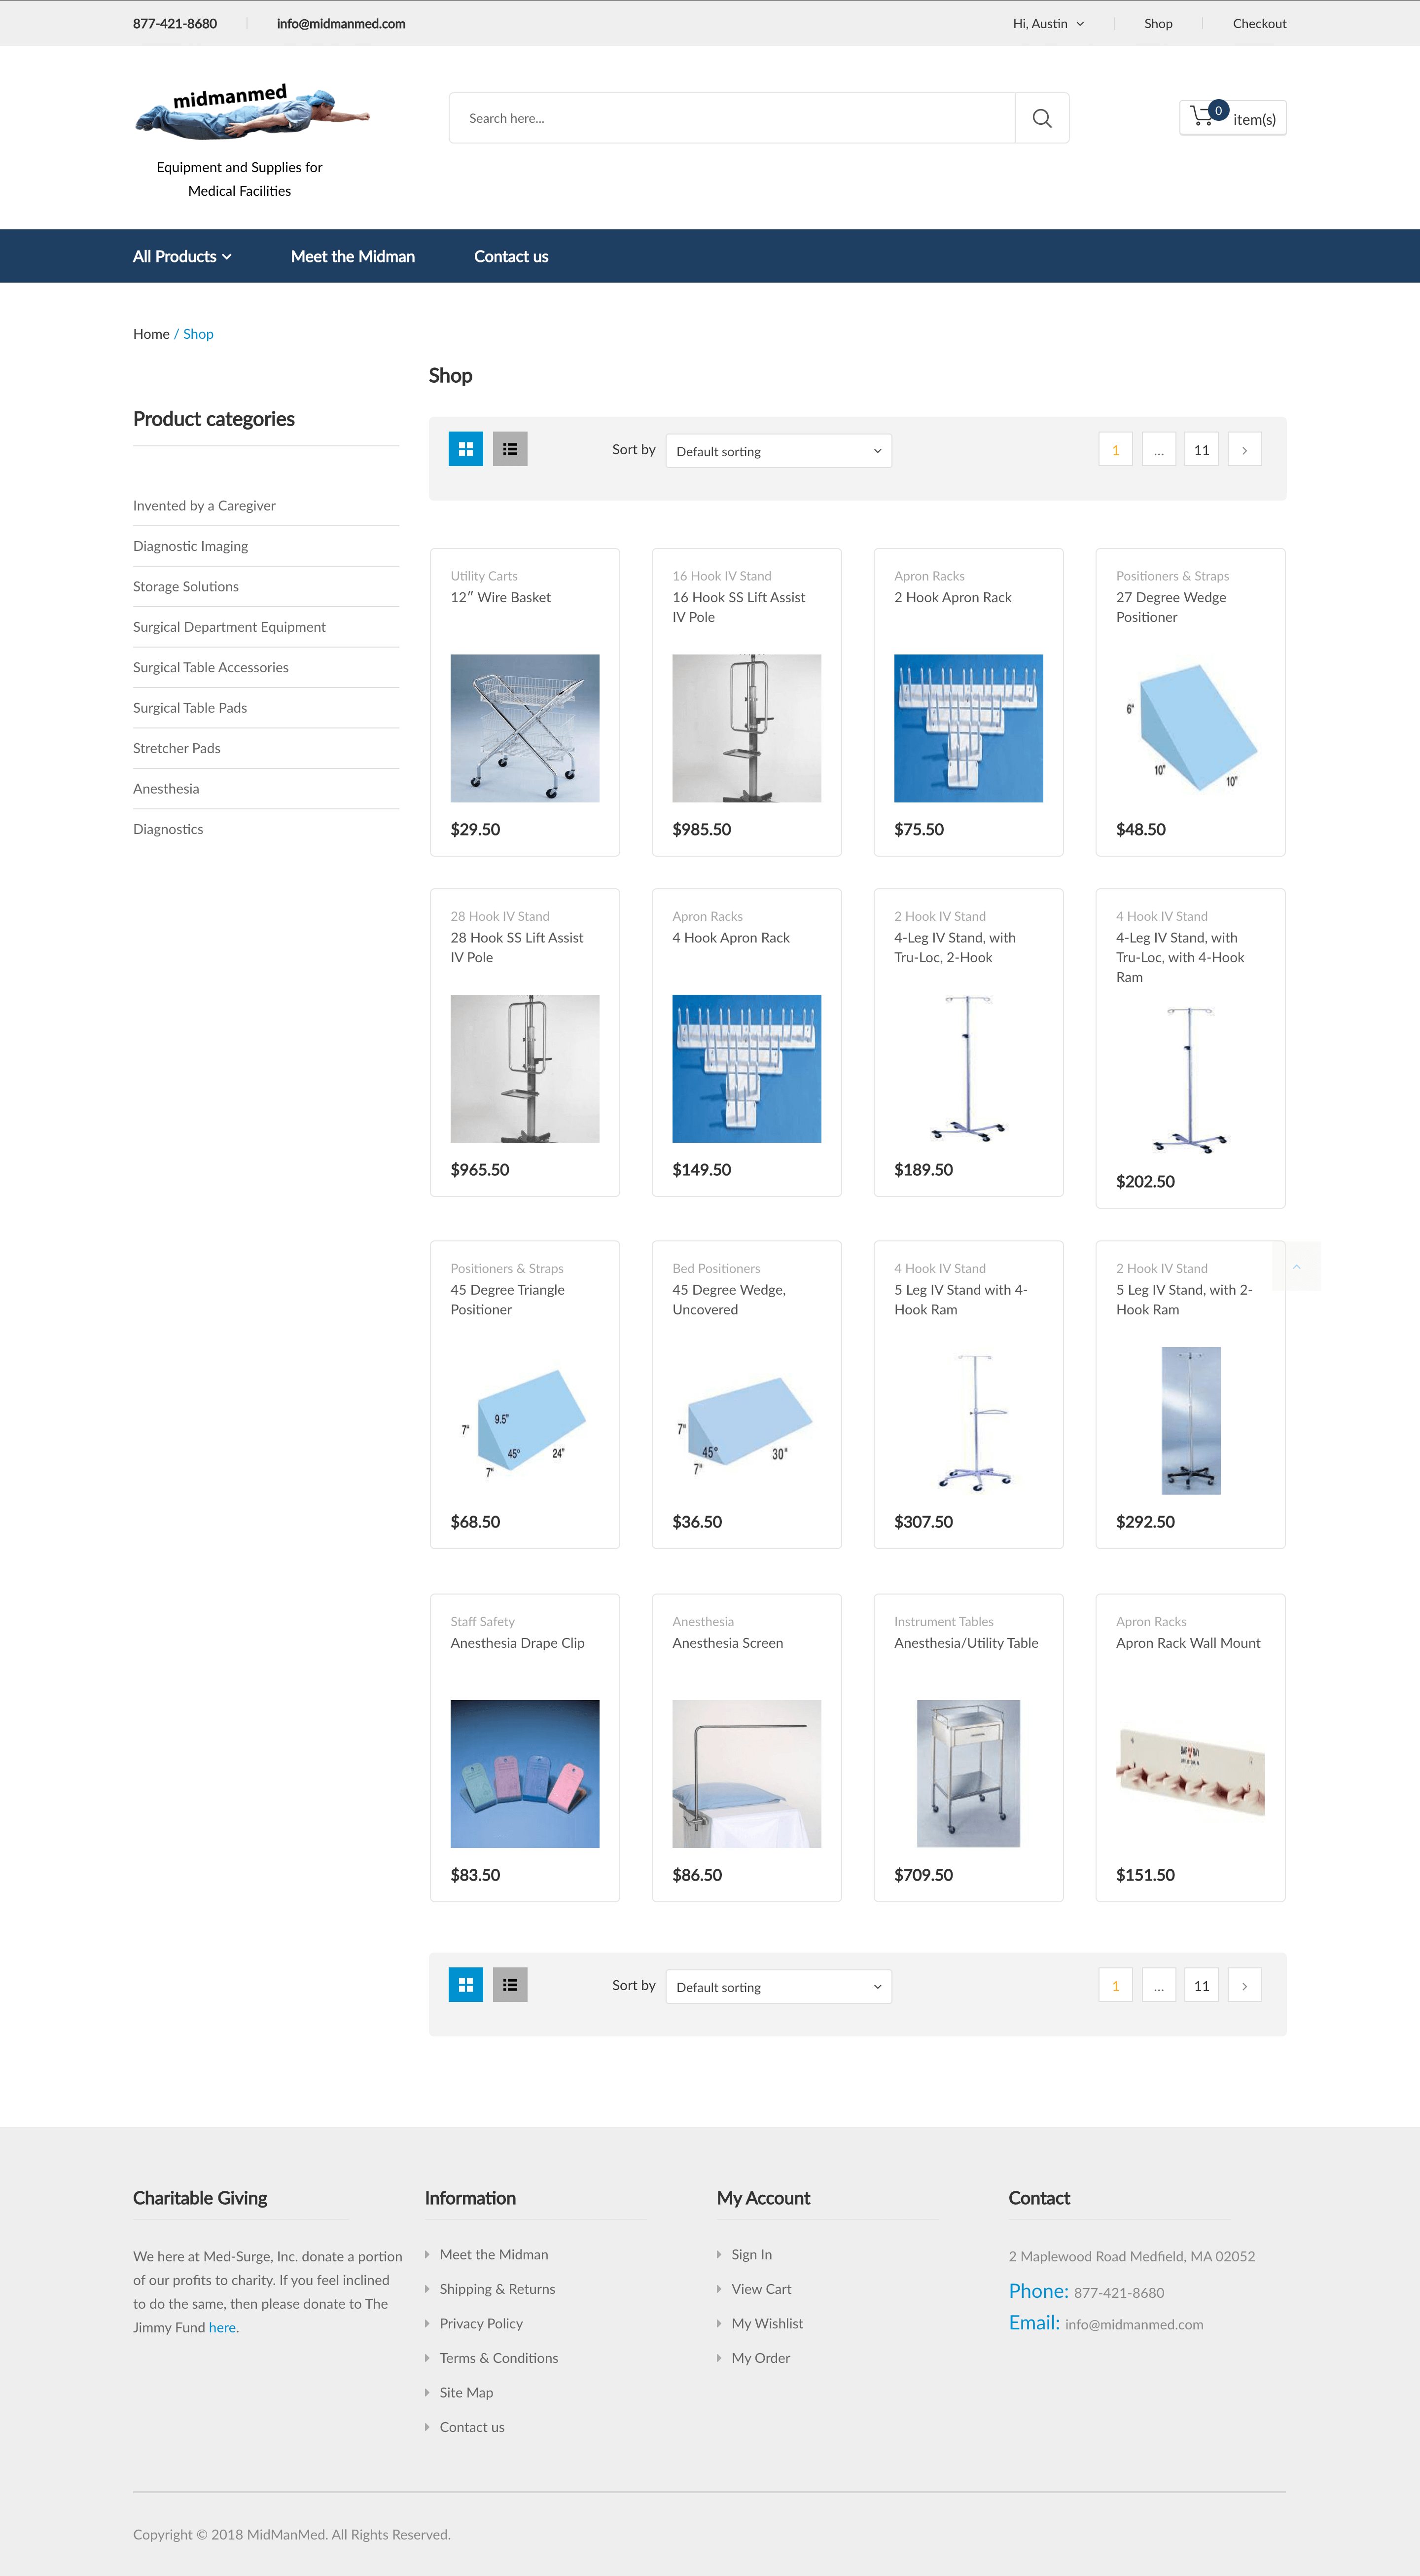 877-421-8680
info@midmanmed.com
Hi, Austin
Shop
Checkout
midmanmed
Equipment and Supplies for
Medical Facilities
Search here...
0
item(s)
All Products
Meet the Midman
Contact us
Home / Shop
Shop
Product categories
Invented by a Caregiver
Diagnostic Imaging
Storage Solutions
Surgical Department Equipment
Surgical Table Accessories
Surgical Table Pads
Stretcher Pads
Anesthesia
Diagnostics
Sort by
Default sorting
1
...
11
Utility Carts
12″ Wire Basket
$29.50
16 Hook IV Stand
16 Hook SS Lift Assist
IV Pole
$985.50
Apron Racks
2 Hook Apron Rack
$75.50
Positioners & Straps
27 Degree Wedge
Positioner
6"
10"
10"
$48.50
28 Hook IV Stand
28 Hook SS Lift Assist
IV Pole
$965.50
Apron Racks
4 Hook Apron Rack
$149.50
2 Hook IV Stand
4-Leg IV Stand, with
Tru-Loc, 2-Hook
$189.50
4 Hook IV Stand
4-Leg IV Stand, with
Tru-Loc, with 4-Hook
Ram
$202.50
Positioners & Straps
45 Degree Triangle
Positioner
9.5"
7"
45°
24"
7"
$68.50
Bed Positioners
45 Degree Wedge,
Uncovered
7"
45°
30"
7"
$36.50
4 Hook IV Stand
5 Leg IV Stand with 4-
Hook Ram
$307.50
2 Hook IV Stand
5 Leg IV Stand, with 2-
Hook Ram
$292.50
Staff Safety
Anesthesia Drape Clip
$83.50
Anesthesia
Anesthesia Screen
$86.50
Instrument Tables
Anesthesia/Utility Table
$709.50
Apron Racks
Apron Rack Wall Mount
$151.50
Sort by
Default sorting
1
...
11
Charitable Giving
We here at Med-Surge, Inc. donate a portion
of our profits to charity. If you feel inclined
to do the same, then please donate to The
Jimmy Fund here.
Information
Meet the Midman
Shipping & Returns
Privacy Policy
Terms & Conditions
Site Map
Contact us
My Account
Sign In
View Cart
My Wishlist
My Order
Contact
2 Maplewood Road Medfield, MA 02052
Phone: 877-421-8680
Email: info@midmanmed.com
Copyright © 2018 MidManMed. All Rights Reserved.